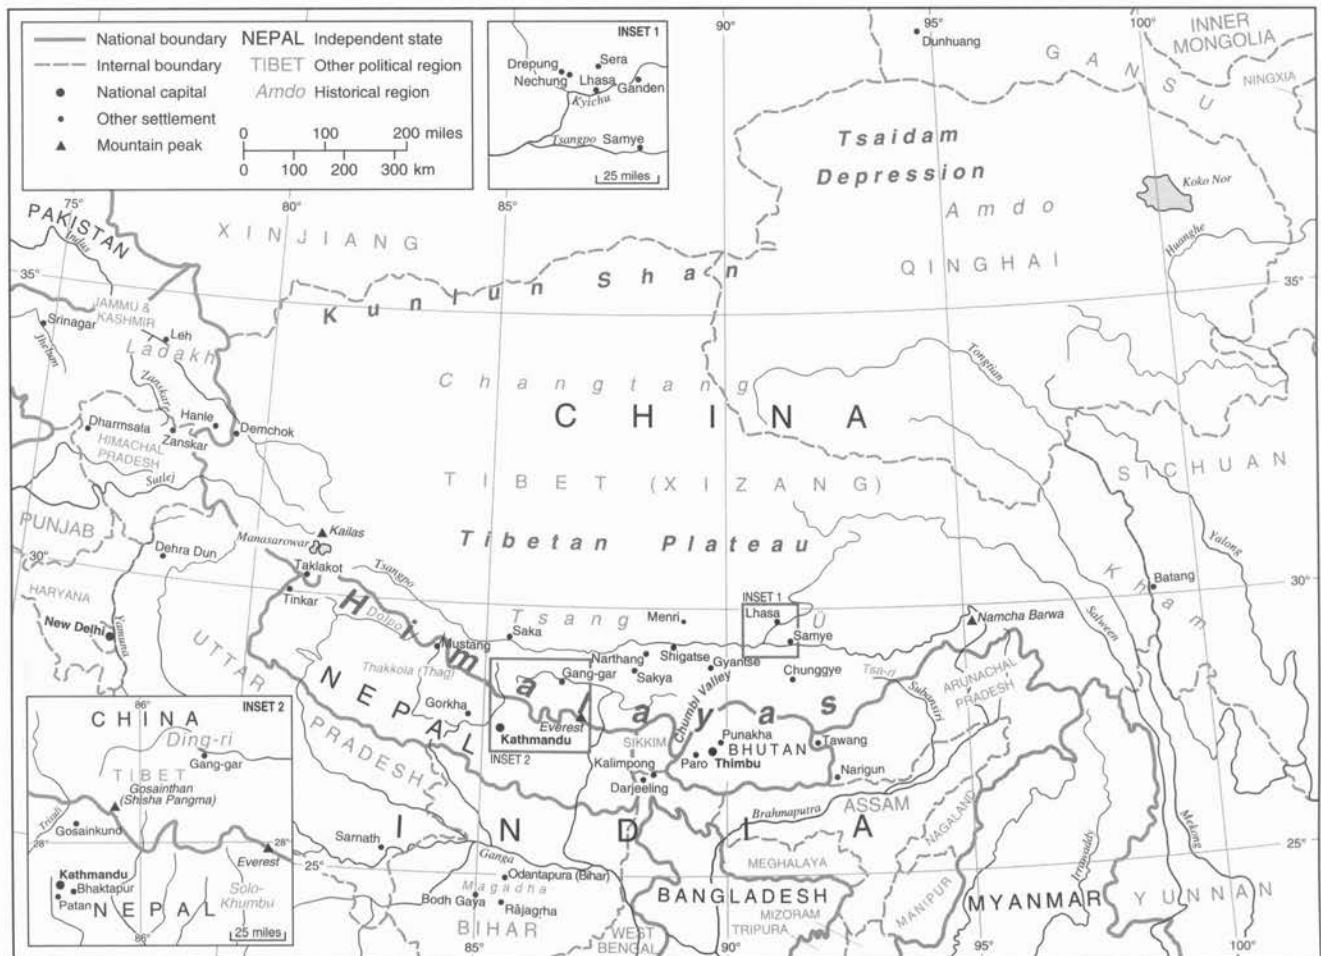 National boundary
Internal boundary
National capital
Other settlement
Mountain peak
NEPAL Independent state
TIBET Other political region
Amdo Historical region
0 100 200 miles
0 100 200 300 km
INSET 1
Drepung
Sera
Nechung
Lhasa
Ganden
Kyichu
Tsangpo
Samye
25 miles
90°
95°
100°
Dunhuang
INNER
MONGOLIA
GANSU
NINGXIA
Tsaidam
Depression
Koko Nor
Amdo
QINGHAI
Huanghe
75°
80°
85°
PAKISTAN
Indus
XINJIANG
35°
35°
Kunlun Shan
JAMMU &
KASHMIR
Srinagar
Leh
Jhelum
Ladakh
Zanskar
Hanle
Demchok
Dharmsala
Zanskar
HIMACHAL
PRADESH
Sutlej
Changtang
CHINA
Tongtian
TIBET (XIZANG)
SICHUAN
Tibetan Plateau
PUNJAB
Kailas
Manasarowar
30°
Dehra Dun
Taklakot
Tsangpo
Yalong
Kham
Batang
30°
HARYANA
Tinkar
Himalayas
Dolpo
Tsang
Menri
INSET 1
Lhasa
Ü
Namcha Barwa
Salween
New Delhi
Yamuna
UTTAR
PRADESH
Mustang
Saka
Samye
Narthang
Shigatse
Gyantse
Thakkola (Thag)
Gang-gar
Sakya
Chunggye
Tsa-ri
Chumbi Valley
Subansiri
ARUNACHAL
PRADESH
NEPAL
Gorkha
Everest
Kathmandu
INSET 2
SIKKIM
Punakha
BHUTAN
Tawang
Paro
Thimbu
Kalimpong
Darjeeling
Narigun
Brahmaputra
ASSAM
NAGALAND
INDIA
Sarnath
Ganga
MEGHALAYA
25°
25°
Odantapura (Bihar)
Magadha
Bodh Gaya
Rājagrha
BIHAR
BANGLADESH
MIZORAM
TRIPURA
MANIPUR
MYANMAR
Irrawaddy
Mekong
YUNNAN
WEST
BENGAL
85°
90°
95°
100°
86°
INSET 2
CHINA
Ding-ri
Gang-gar
TIBET
Gosainthan
(Shisha Pangma)
Trisuli
Gosainkund
28°
28°
Everest
Kathmandu
Bhaktapur
Patan
NEPAL
Solo-
Khumbu
86°
25 miles